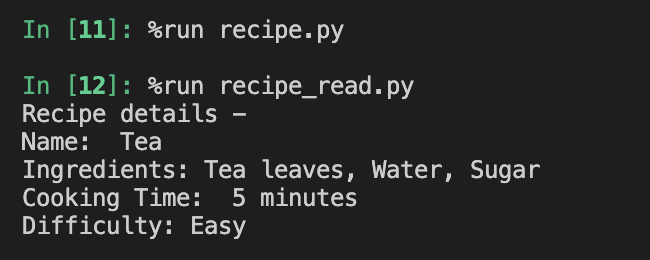 In [11]: %run recipe.py
In [12]: %run recipe_read.py
Recipe details -
Name:  Tea
Ingredients: Tea leaves, Water, Sugar
Cooking Time:  5 minutes
Difficulty: Easy